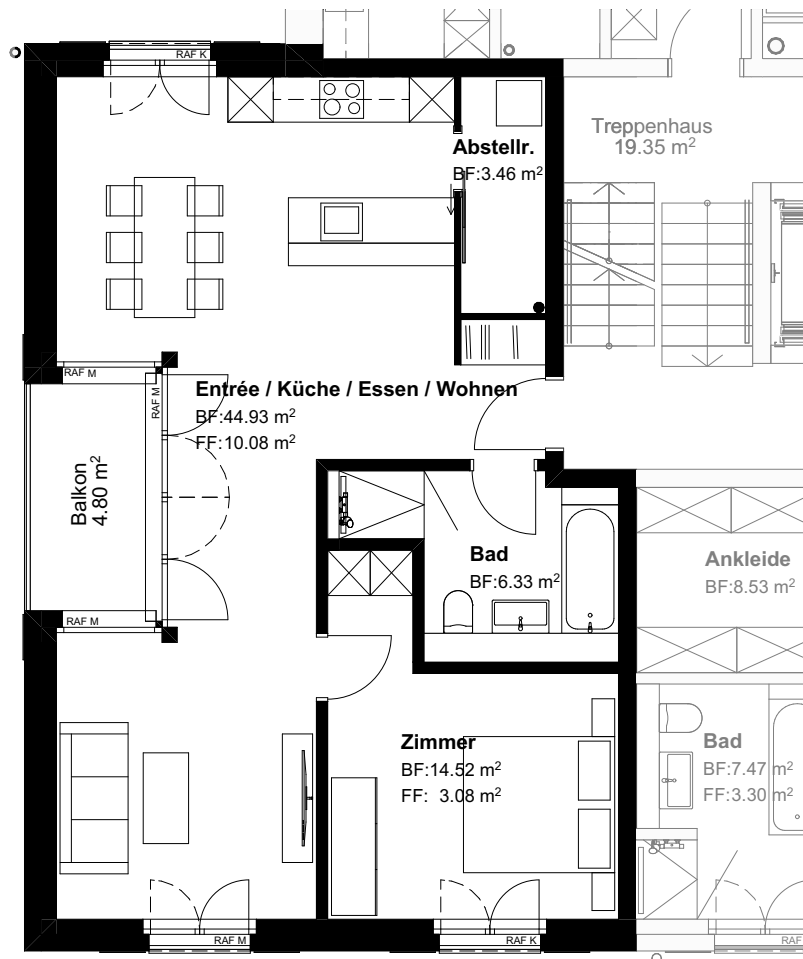 RAF K
Treppenhaus
19.35 m²
Abstellr.
BF:3.46 m²
RAF M
RAF M
Entrée / Küche / Essen / Wohnen
BF:44.93 m²
FF:10.08 m²
Balkon
4.80 m²
Bad
BF:6.33 m²
Ankleide
BF:8.53 m²
RAF M
Zimmer
BF:14.52 m²
FF: 3.08 m²
Bad
BF:7.47 m²
FF:3.30 m²
RAF M
RAF K
RAF